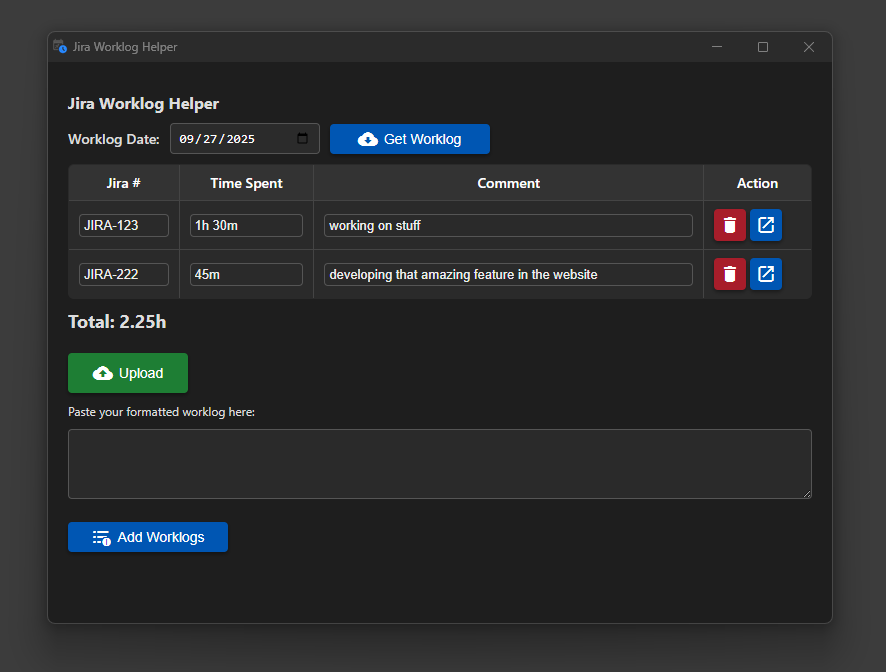 Jira Worklog Helper
Jira Worklog Helper
Worklog Date: 09/27/2025 Get Worklog
Jira # Time Spent Comment Action
JIRA-123 1h 30m working on stuff
JIRA-222 45m developing that amazing feature in the website
Total: 2.25h
Upload
Paste your formatted worklog here:
Add Worklogs